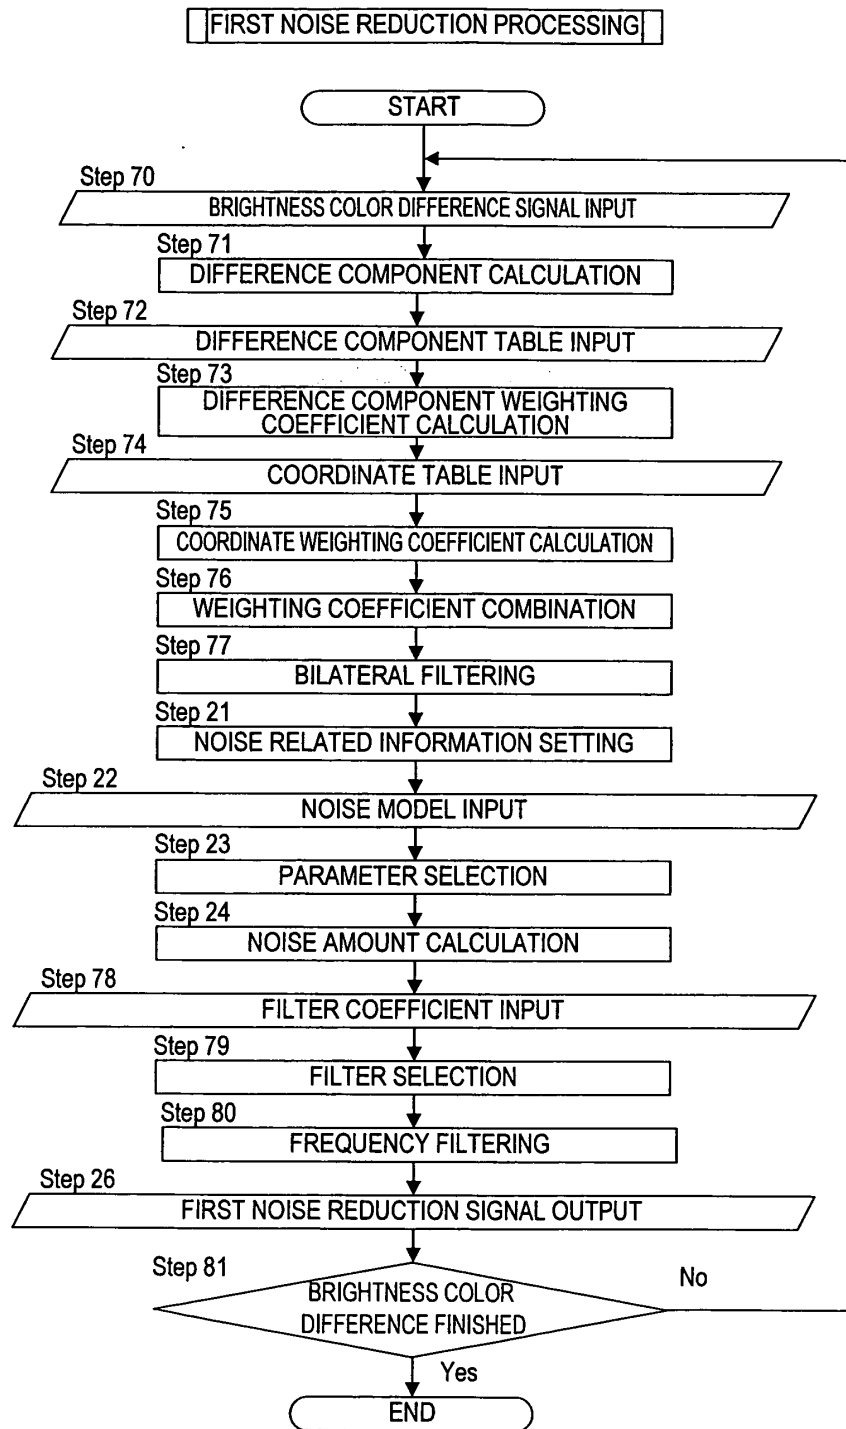 FIRST NOISE REDUCTION PROCESSING
START
Step 70
BRIGHTNESS COLOR DIFFERENCE SIGNAL INPUT
Step 71
DIFFERENCE COMPONENT CALCULATION
Step 72
DIFFERENCE COMPONENT TABLE INPUT
Step 73
DIFFERENCE COMPONENT WEIGHTING
COEFFICIENT CALCULATION
Step 74
COORDINATE TABLE INPUT
Step 75
COORDINATE WEIGHTING COEFFICIENT CALCULATION
Step 76
WEIGHTING COEFFICIENT COMBINATION
Step 77
BILATERAL FILTERING
Step 21
NOISE RELATED INFORMATION SETTING
Step 22
NOISE MODEL INPUT
Step 23
PARAMETER SELECTION
Step 24
NOISE AMOUNT CALCULATION
Step 78
FILTER COEFFICIENT INPUT
Step 79
FILTER SELECTION
Step 80
FREQUENCY FILTERING
Step 26
FIRST NOISE REDUCTION SIGNAL OUTPUT
Step 81
BRIGHTNESS COLOR
DIFFERENCE FINISHED
No
Yes
END